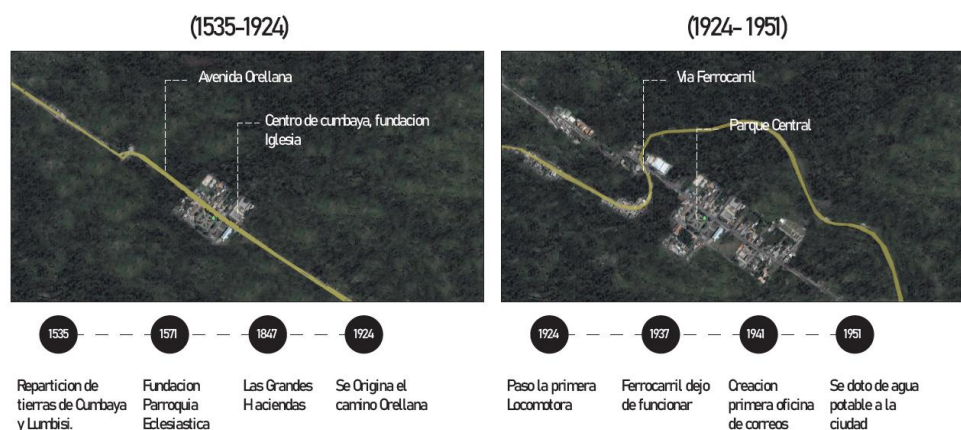 (1535-1924)
Avenida Orellana
Centro de cumbaya, fundacion
Iglesia
1535
1571
1847
1924
Reparticion de
tierras de Cumbaya
y Lumbisi.
Fundacion
Parroquia
Eclesiastica
Las Grandes
Haciendas
Se Origina el
camino Orellana
(1924- 1951)
Via Ferrocarril
Parque Central
1924
1937
1941
1951
Paso la primera
Locomotora
Ferrocarril dejo
de funcionar
Creacion
primera oficina
de correos
Se doto de agua
potable a la
ciudad